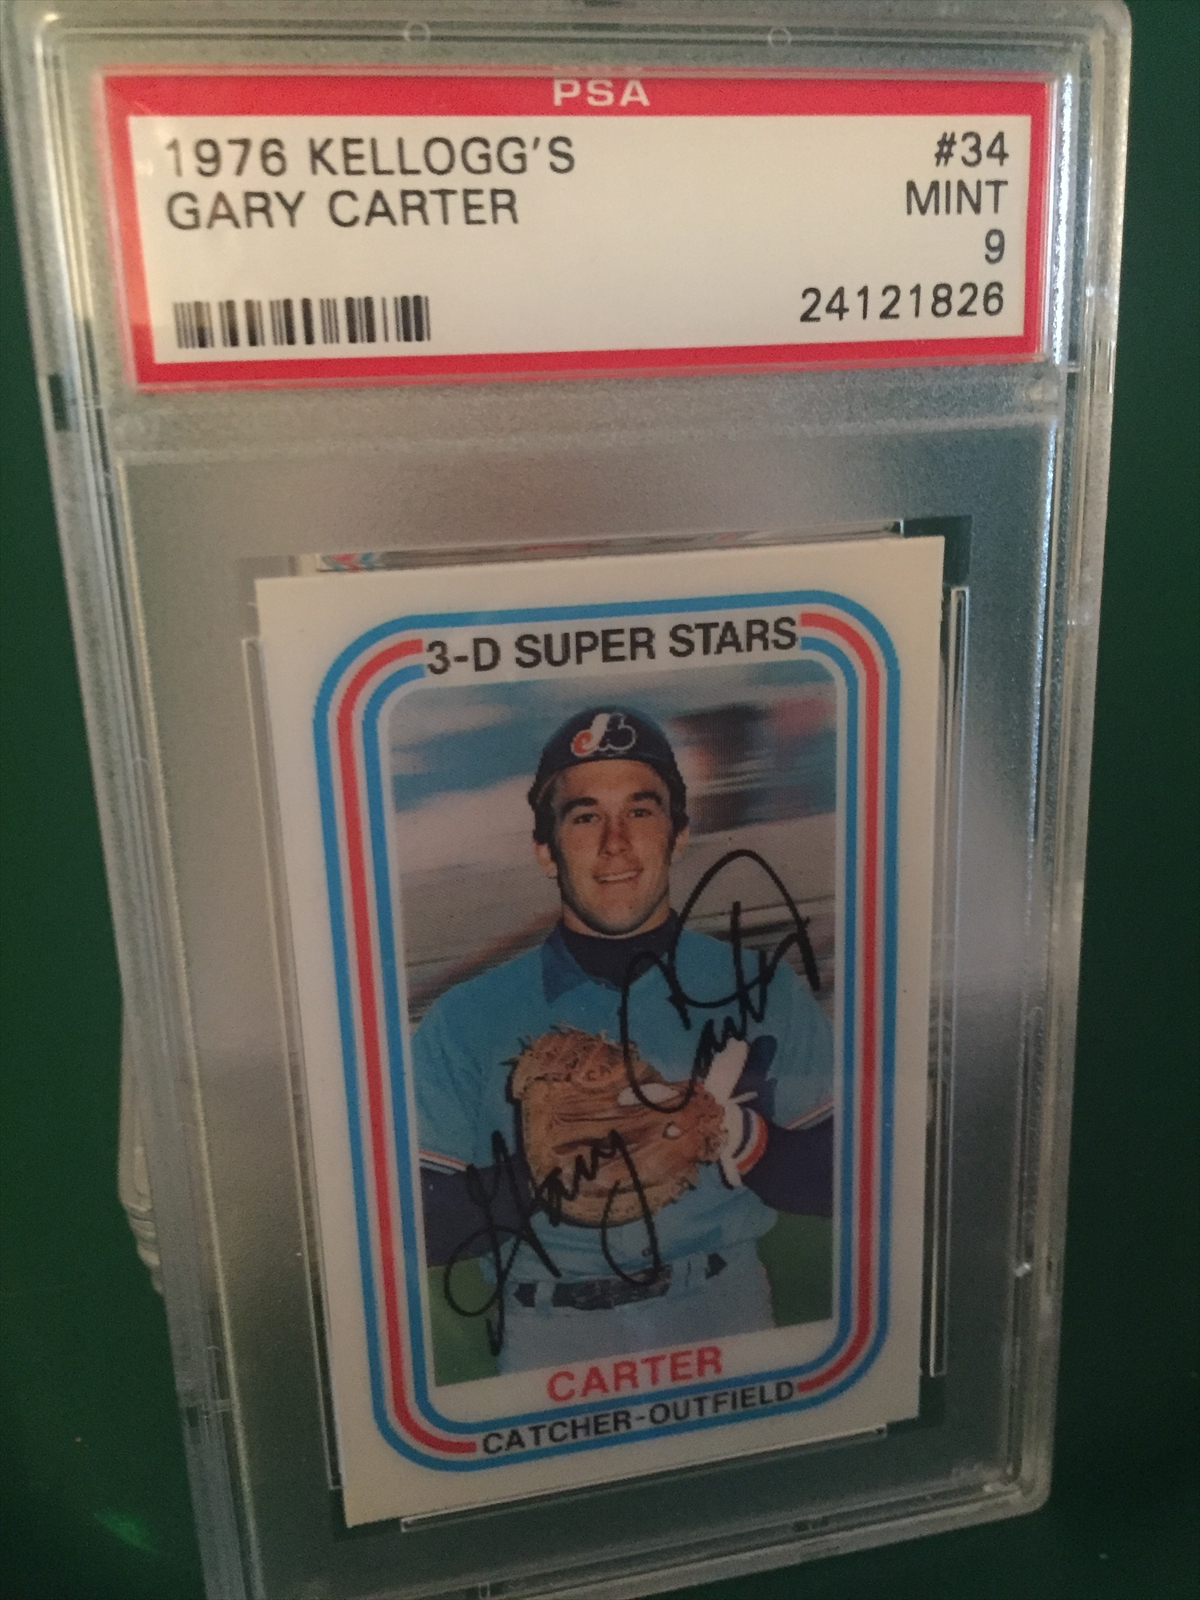 PSA
1976 KELLOGG'S
GARY CARTER
#34
MINT
9
24121826
3-D SUPER STARS
Gary Carter
CARTER
CATCHER-OUTFIELD